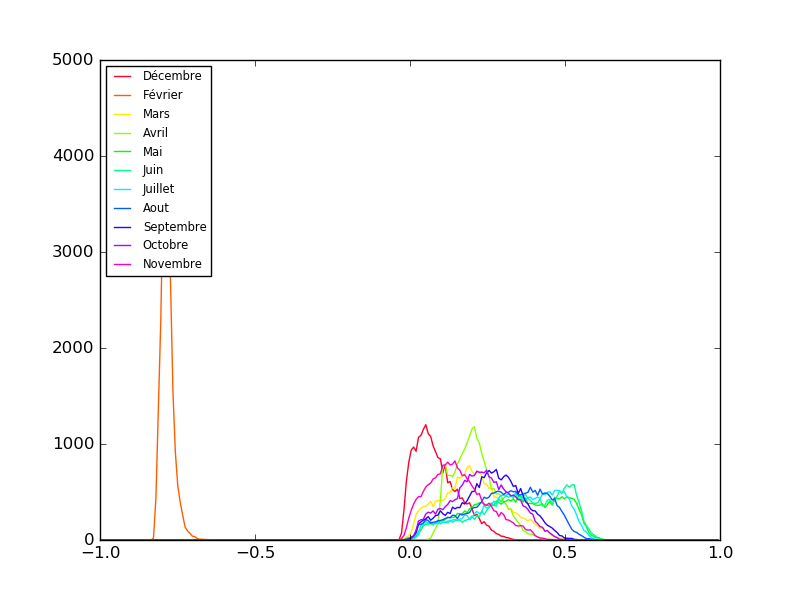 5000
4000
3000
2000
1000
0
−1.0
−0.5
0.0
0.5
1.0
Décembre
Février
Mars
Avril
Mai
Juin
Juillet
Aout
Septembre
Octobre
Novembre